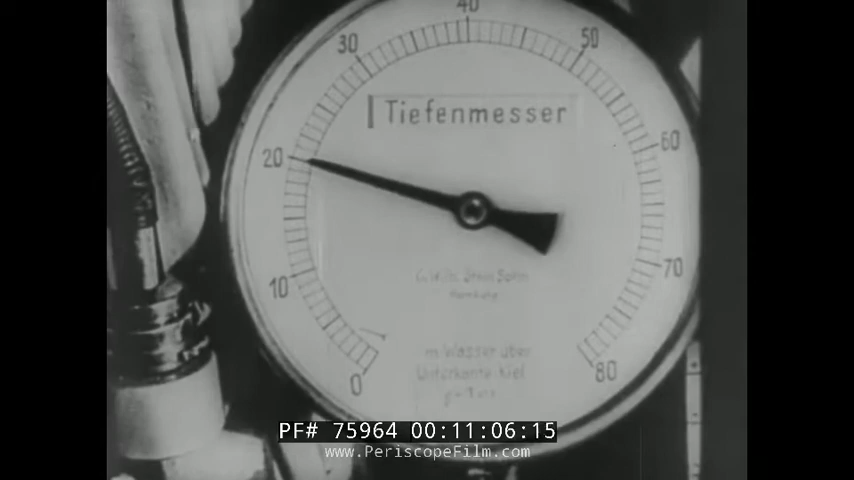 40
30
50
Tiefenmesser
20
60
70
10
m Wasser über
Unterkante Kiel
0
80
PF# 75964 00:11:06:15
www.PeriscopeFilm.com